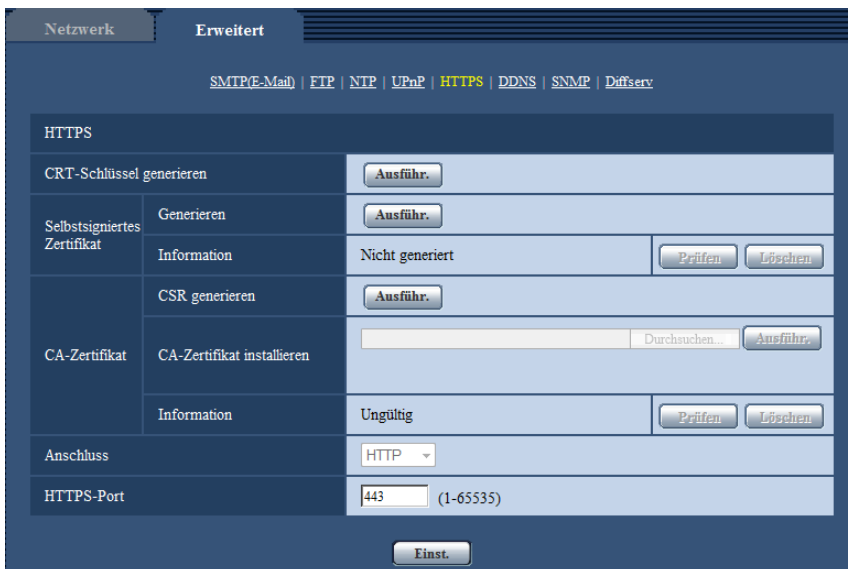 Netzwerk Erweitert
SMTP(E-Mail) | FTP | NTP | UPnP | HTTPS | DDNS | SNMP | Diffserv
HTTPS
CRT-Schlüssel generieren Ausführ.
Selbstsigniertes Zertifikat
Generieren Ausführ.
Information Nicht generiert Prüfen Löschen
CA-Zertifikat
CSR generieren Ausführ.
CA-Zertifikat installieren Durchsuchen... Ausführ.
Information Ungültig Prüfen Löschen
Anschluss HTTP
HTTPS-Port 443 (1-65535)
Einst.